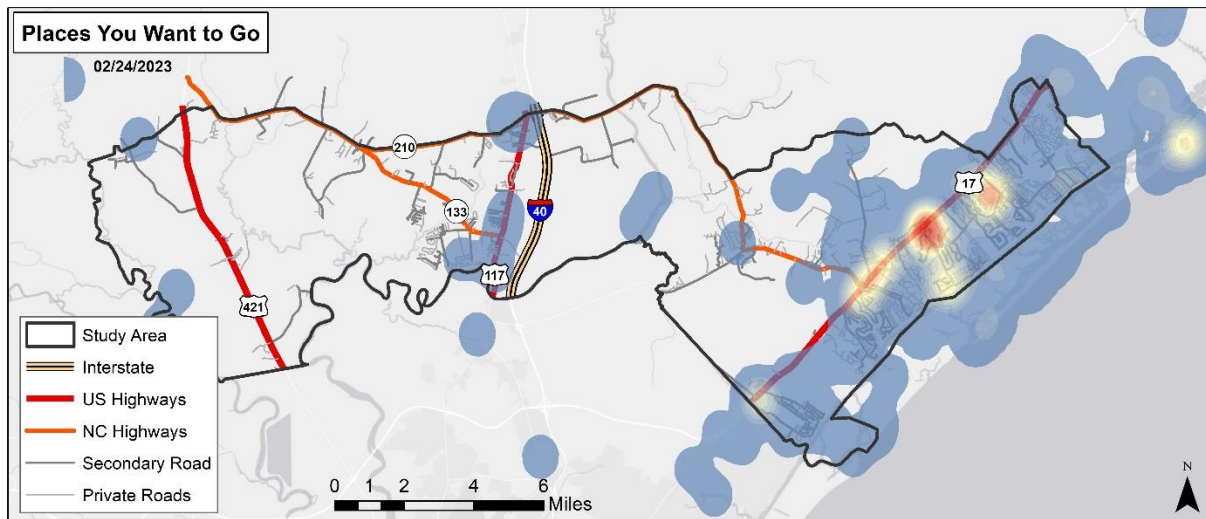 Places You Want to Go
02/24/2023
210
17
133
40
117
421
Study Area
Interstate
US Highways
NC Highways
Secondary Road
Private Roads
0 1 2 4 6
Miles
N